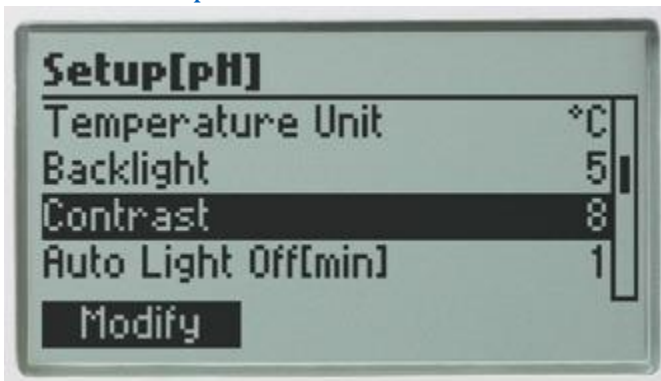 Setup[pH]
Temperature Unit °C
Backlight 5
Contrast 8
Auto Light Off[min] 1
Modify